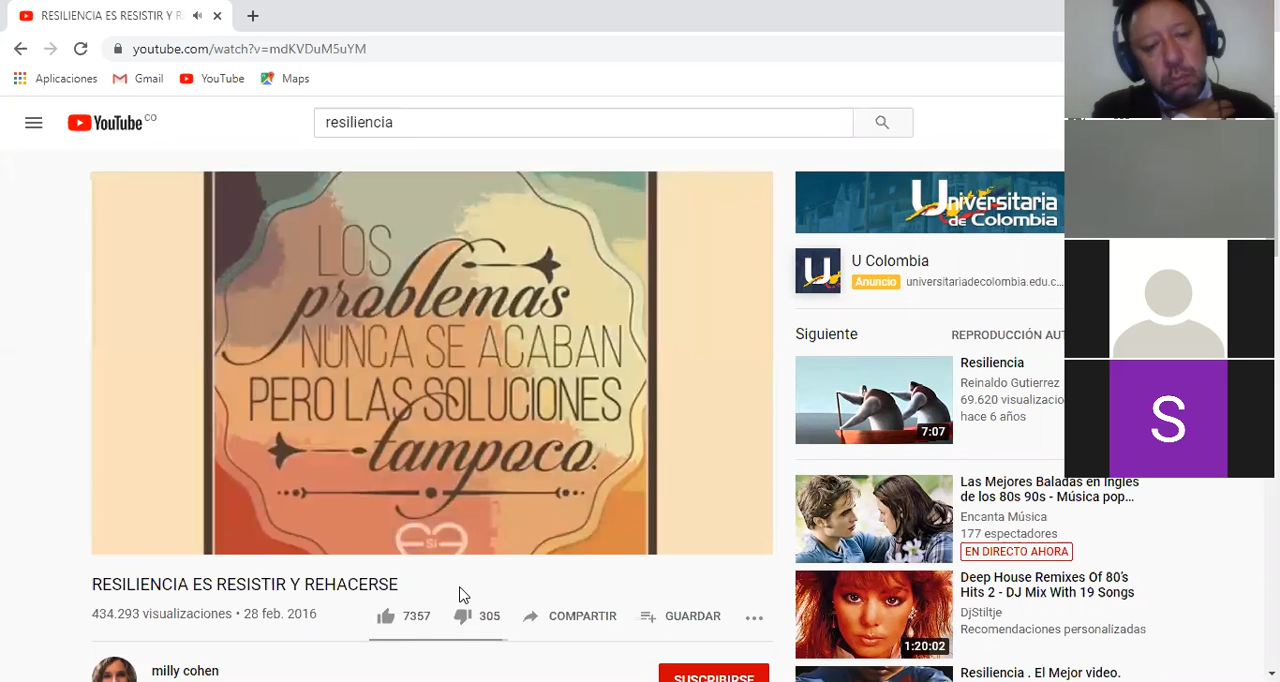 RESILIENCIA ES RESISTIR Y R
youtube.com/watch?v=mdKVDuM5uYM
Aplicaciones
Gmail
YouTube
Maps
YouTube CO
resiliencia
LOS
problemas
NUNCA SE ACABAN
PERO LAS SOLUCIONES
tampoco.
Si
RESILIENCIA ES RESISTIR Y REHACERSE
434.293 visualizaciones • 28 feb. 2016
7357
305
COMPARTIR
GUARDAR
milly cohen
SUSCRIBIRSE
Universitaria
de Colombia
U
U Colombia
Anuncio universitariadecolombia.edu.c...
Siguiente
REPRODUCCIÓN AUT
Resiliencia
Reinaldo Gutierrez
69.620 visualizacio
hace 6 años
7:07
Las Mejores Baladas en Ingles
de los 80s 90s - Música pop...
Encanta Música
177 espectadores
EN DIRECTO AHORA
Deep House Remixes Of 80's
Hits 2 - DJ Mix With 19 Songs
DjStiltje
Recomendaciones personalizadas
1:20:02
Resiliencia . El Mejor video.
S